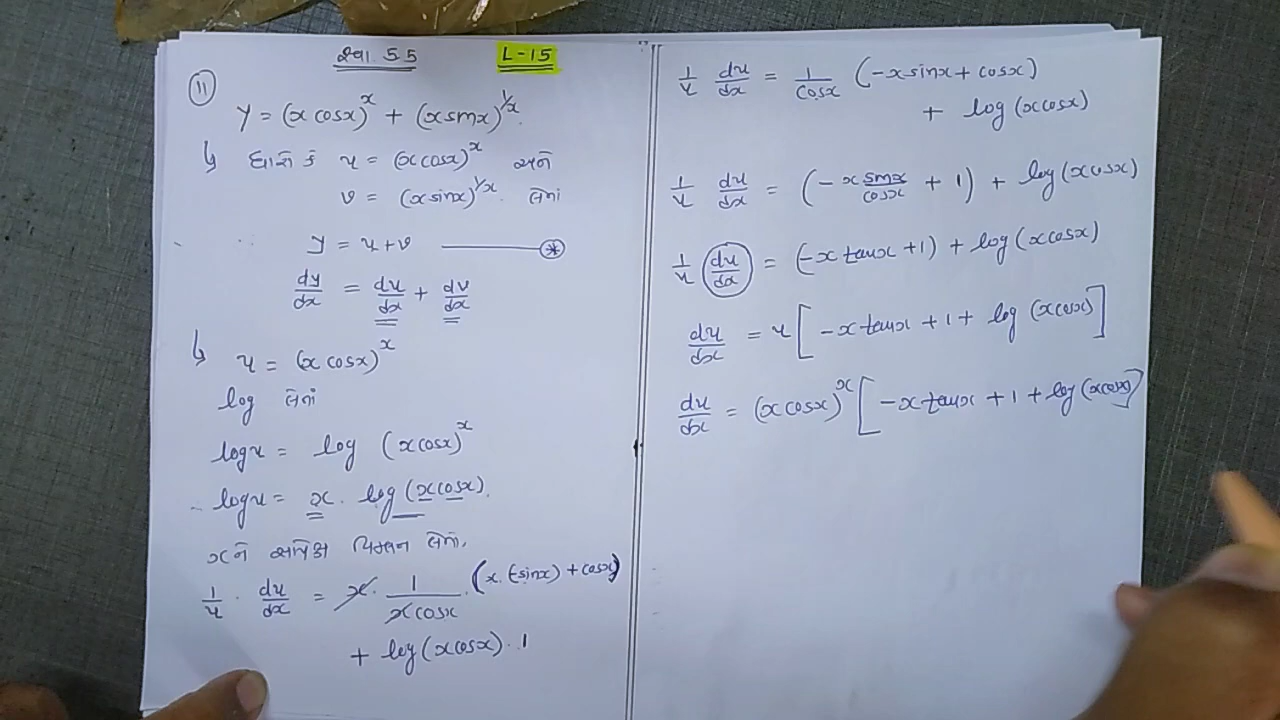 સ્વા. 5.5 L-15
⑪
y = (x cosx)^x + (x sinx)^{1/x}.
↳ ધારો કે u = (x cosx)^x અને
v = (x sinx)^{1/x}. લેતાં
∴ y = u+v ——— ⊛
dy/dx = du/dx + dv/dx
↳ u = (x cosx)^x
log લેતાં
log u = log (x cosx)^x
log u = x · log (x cosx).
x ને સાપેક્ષ વિકલન લેતાં,
1/u · du/dx = x · 1/(x cosx) · (x·(-sinx) + cosx)
+ log (x cosx) · 1
1/u du/dx = 1/cosx (-x sinx + cosx)
+ log (x cosx)
1/u du/dx = (-x sinx/cosx + 1) + log (x cosx)
1/u du/dx = (-x tanx + 1) + log (x cosx)
du/dx = u [-x tanx + 1 + log (x cosx)]
du/dx = (x cosx)^x [-x tanx + 1 + log (x cosx)]